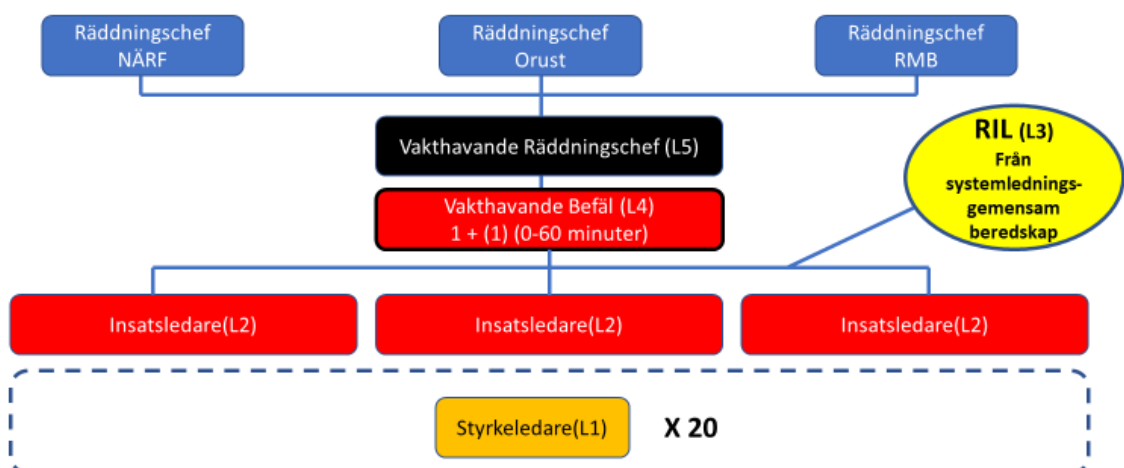 Räddningschef
NÄRF
Räddningschef
Orust
Räddningschef
RMB
Vakthavande Räddningschef (L5)
RIL (L3)
Från
systemlednings-
gemensam
beredskap
Vakthavande Befäl (L4)
1 + (1) (0-60 minuter)
Insatsledare(L2)
Insatsledare(L2)
Insatsledare(L2)
Styrkeledare(L1)
X 20